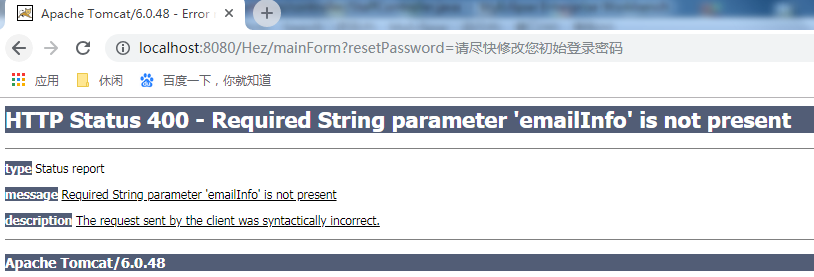 Apache Tomcat/6.0.48 - Error r
localhost:8080/Hez/mainForm?resetPassword=请尽快修改您初始登录密码
应用 休闲 百度一下，你就知道
HTTP Status 400 - Required String parameter 'emailInfo' is not present
type Status report
message Required String parameter 'emailInfo' is not present
description The request sent by the client was syntactically incorrect.
Apache Tomcat/6.0.48